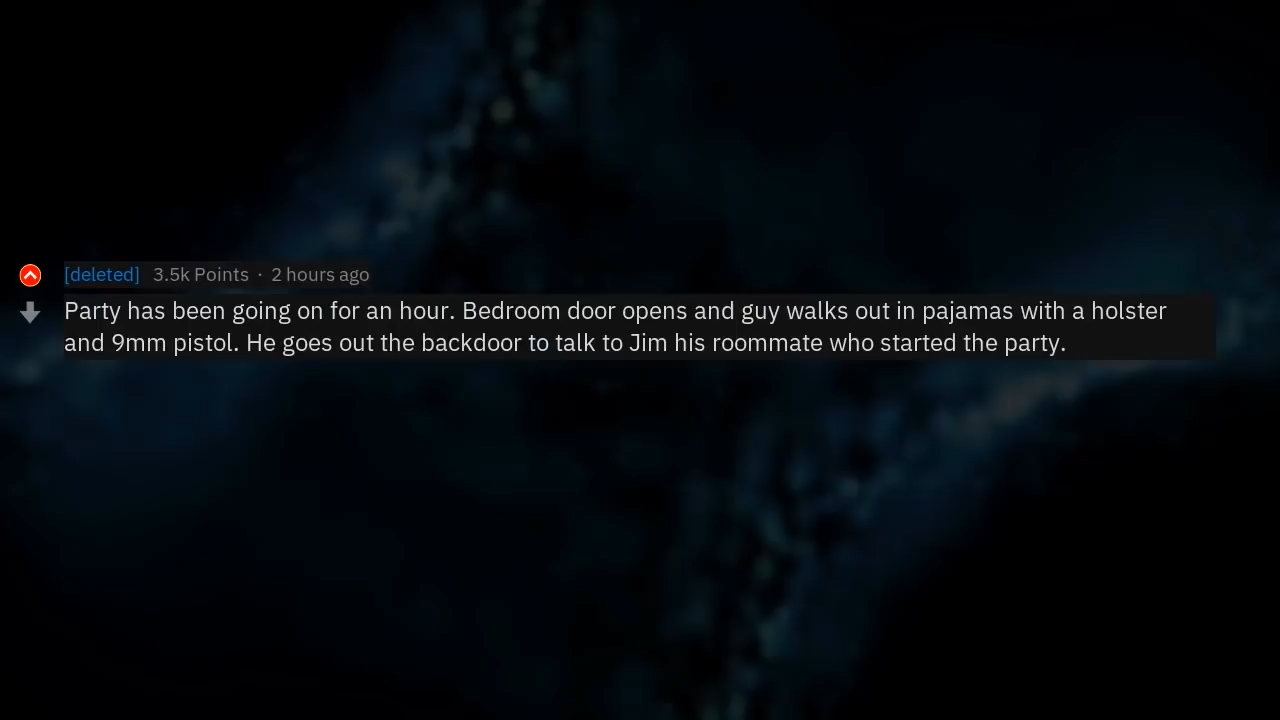 [deleted] 3.5k Points · 2 hours ago
Party has been going on for an hour. Bedroom door opens and guy walks out in pajamas with a holster
and 9mm pistol. He goes out the backdoor to talk to Jim his roommate who started the party.